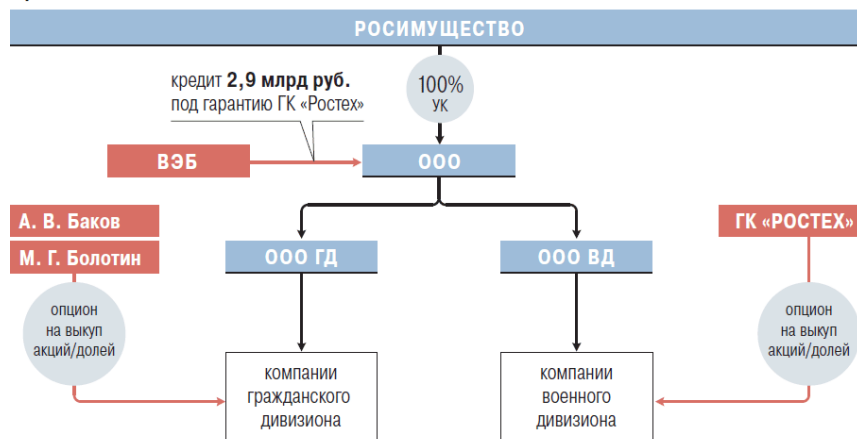 РОСИМУЩЕСТВО
кредит 2,9 млрд руб.
под гарантию ГК «Ростех»
100%
УК
ВЭБ
ООО
А. В. Баков
М. Г. Болотин
ГК «РОСТЕХ»
ООО ГД
ООО ВД
опцион
на выкуп
акций/долей
опцион
на выкуп
акций/долей
компании
гражданского
дивизиона
компании
военного
дивизиона